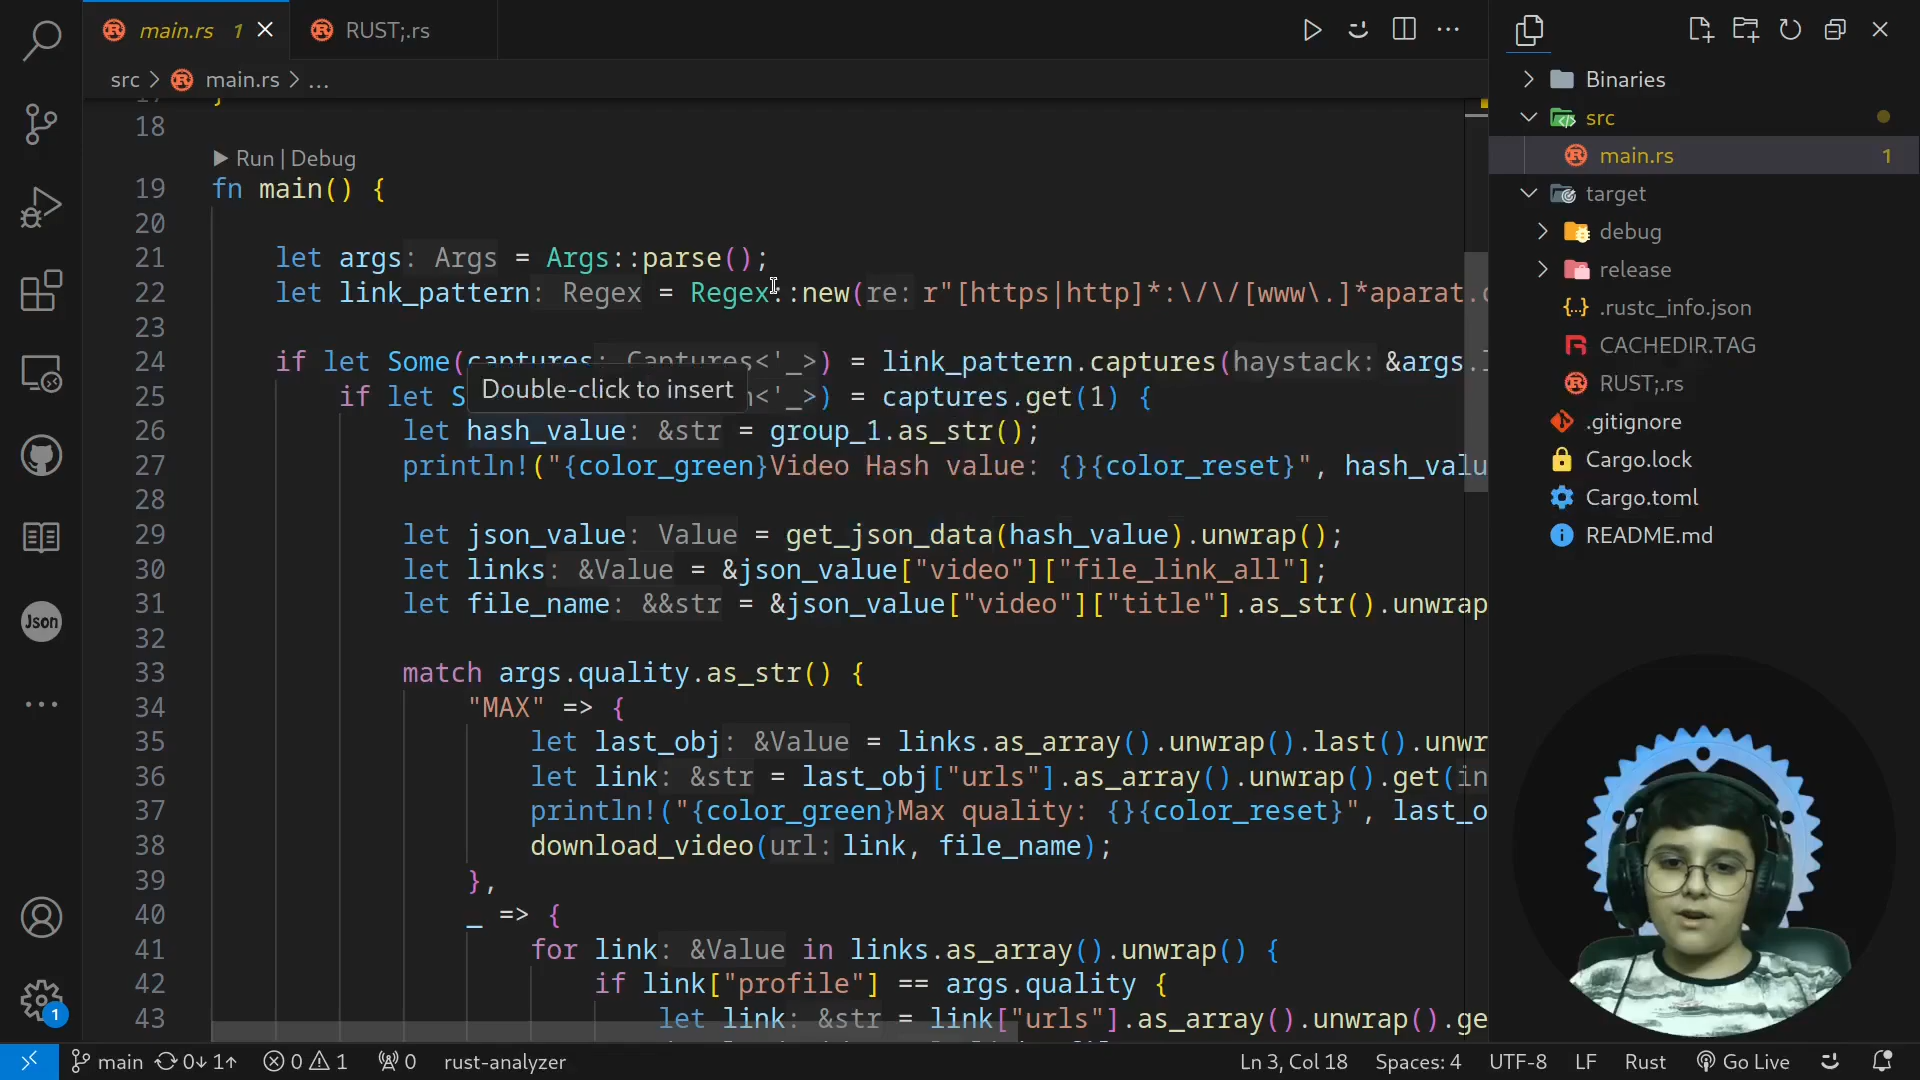 main.rs 1
RUST;.rs
src > main.rs > ...
18
Run | Debug
19 fn main() {
20
21 let args: Args = Args::parse();
22 let link_pattern: Regex = Regex::new(re: r"[https|http]*:\/\/[www\.]*aparat.
23
24 if let Some(captures: Captures<'_>) = link_pattern.captures(haystack: &args.
Double-click to insert
25 if let <'_>) = captures.get(1) {
26 let hash_value: &str = group_1.as_str();
27 println!("{color_green}Video Hash value: {}{color_reset}", hash_valu
28
29 let json_value: Value = get_json_data(hash_value).unwrap();
30 let links: &Value = &json_value["video"]["file_link_all"];
31 let file_name: &&str = &json_value["video"]["title"].as_str().unwrap
32
33 match args.quality.as_str() {
34 "MAX" => {
35 let last_obj: &Value = links.as_array().unwrap().last().unwr
36 let link: &str = last_obj["urls"].as_array().unwrap().get(in
37 println!("{color_green}Max quality: {}{color_reset}", last_o
38 download_video(url: link, file_name);
39 },
40 _ => {
41 for link: &Value in links.as_array().unwrap() {
42 if link["profile"] == args.quality {
43 let link: &str = link["urls"].as_array().unwrap().ge
Binaries
src
main.rs 1
target
debug
release
.rustc_info.json
CACHEDIR.TAG
RUST;.rs
.gitignore
Cargo.lock
Cargo.toml
README.md
Json
1
main 0↓ 1↑ 0 1 0 rust-analyzer
Ln 3, Col 18 Spaces: 4 UTF-8 LF Rust Go Live